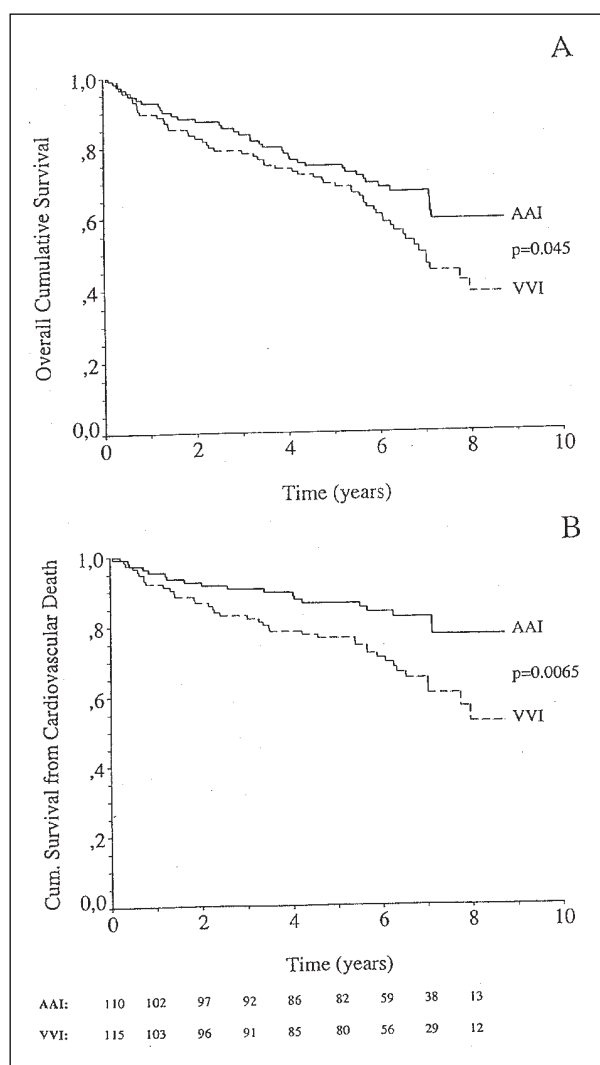 A
Overall Cumulative Survival
1,0
,8
,6
,4
,2
0,0
AAI
p=0.045
VVI
0 2 4 6 8 10
Time (years)
B
Cum. Survival from Cardiovascular Death
1,0
,8
,6
,4
,2
0,0
AAI
p=0.0065
VVI
0 2 4 6 8 10
Time (years)
AAI: 110 102 97 92 86 82 59 38 13
VVI: 115 103 96 91 85 80 56 29 12